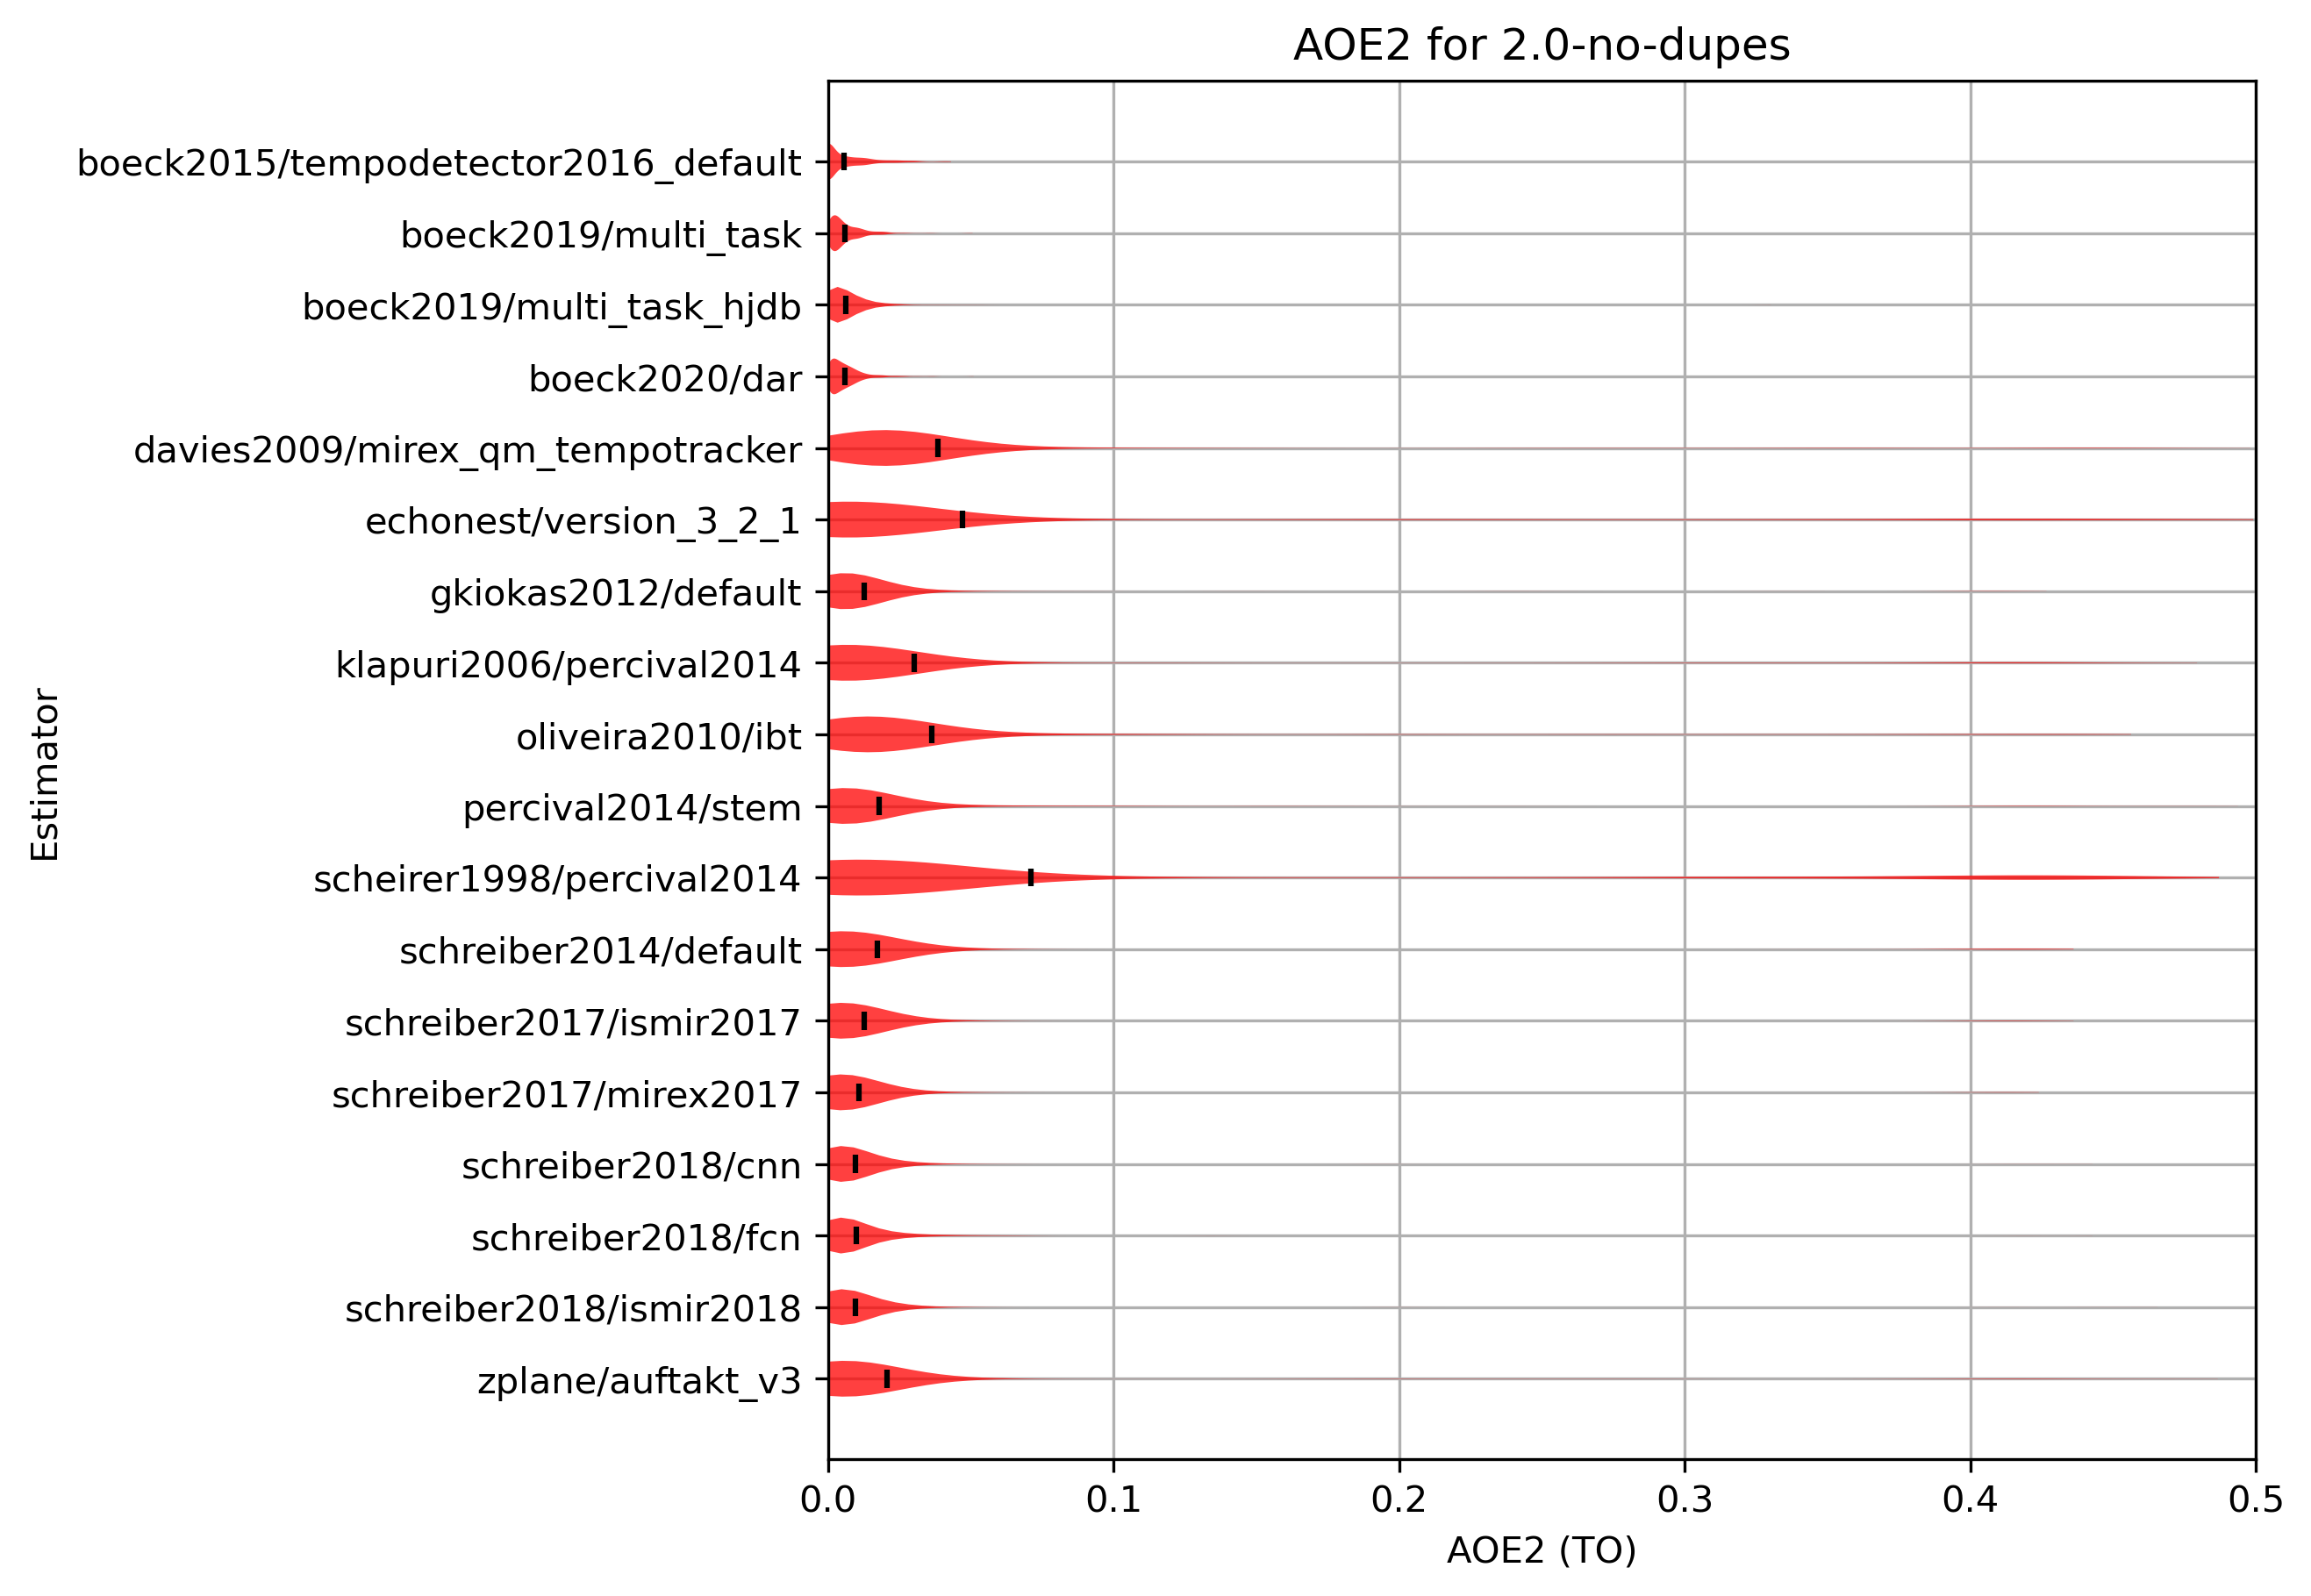 AOE2 for 2.0-no-dupes
boeck2015/tempodetector2016_default
boeck2019/multi_task
boeck2019/multi_task_hjdb
boeck2020/dar
davies2009/mirex_qm_tempotracker
echonest/version_3_2_1
gkiokas2012/default
klapuri2006/percival2014
oliveira2010/ibt
percival2014/stem
scheirer1998/percival2014
schreiber2014/default
schreiber2017/ismir2017
schreiber2017/mirex2017
schreiber2018/cnn
schreiber2018/fcn
schreiber2018/ismir2018
zplane/auftakt_v3
Estimator
0.0 0.1 0.2 0.3 0.4 0.5
AOE2 (TO)